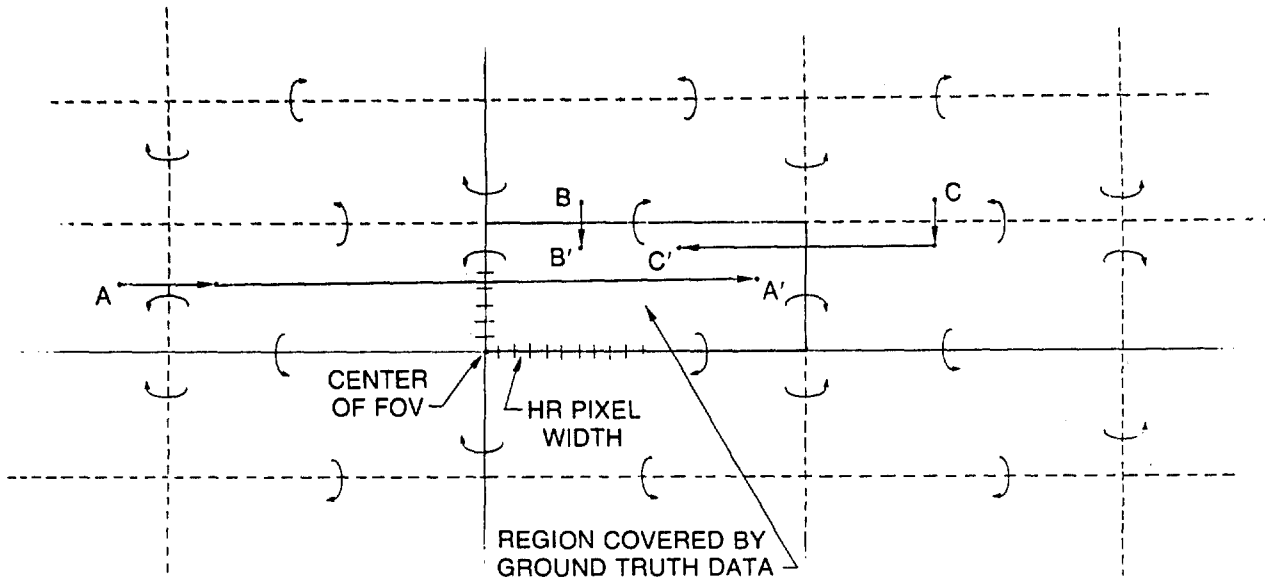 B
C
B′
C′
A
A′
CENTER
OF FOV
HR PIXEL
WIDTH
REGION COVERED BY
GROUND TRUTH DATA